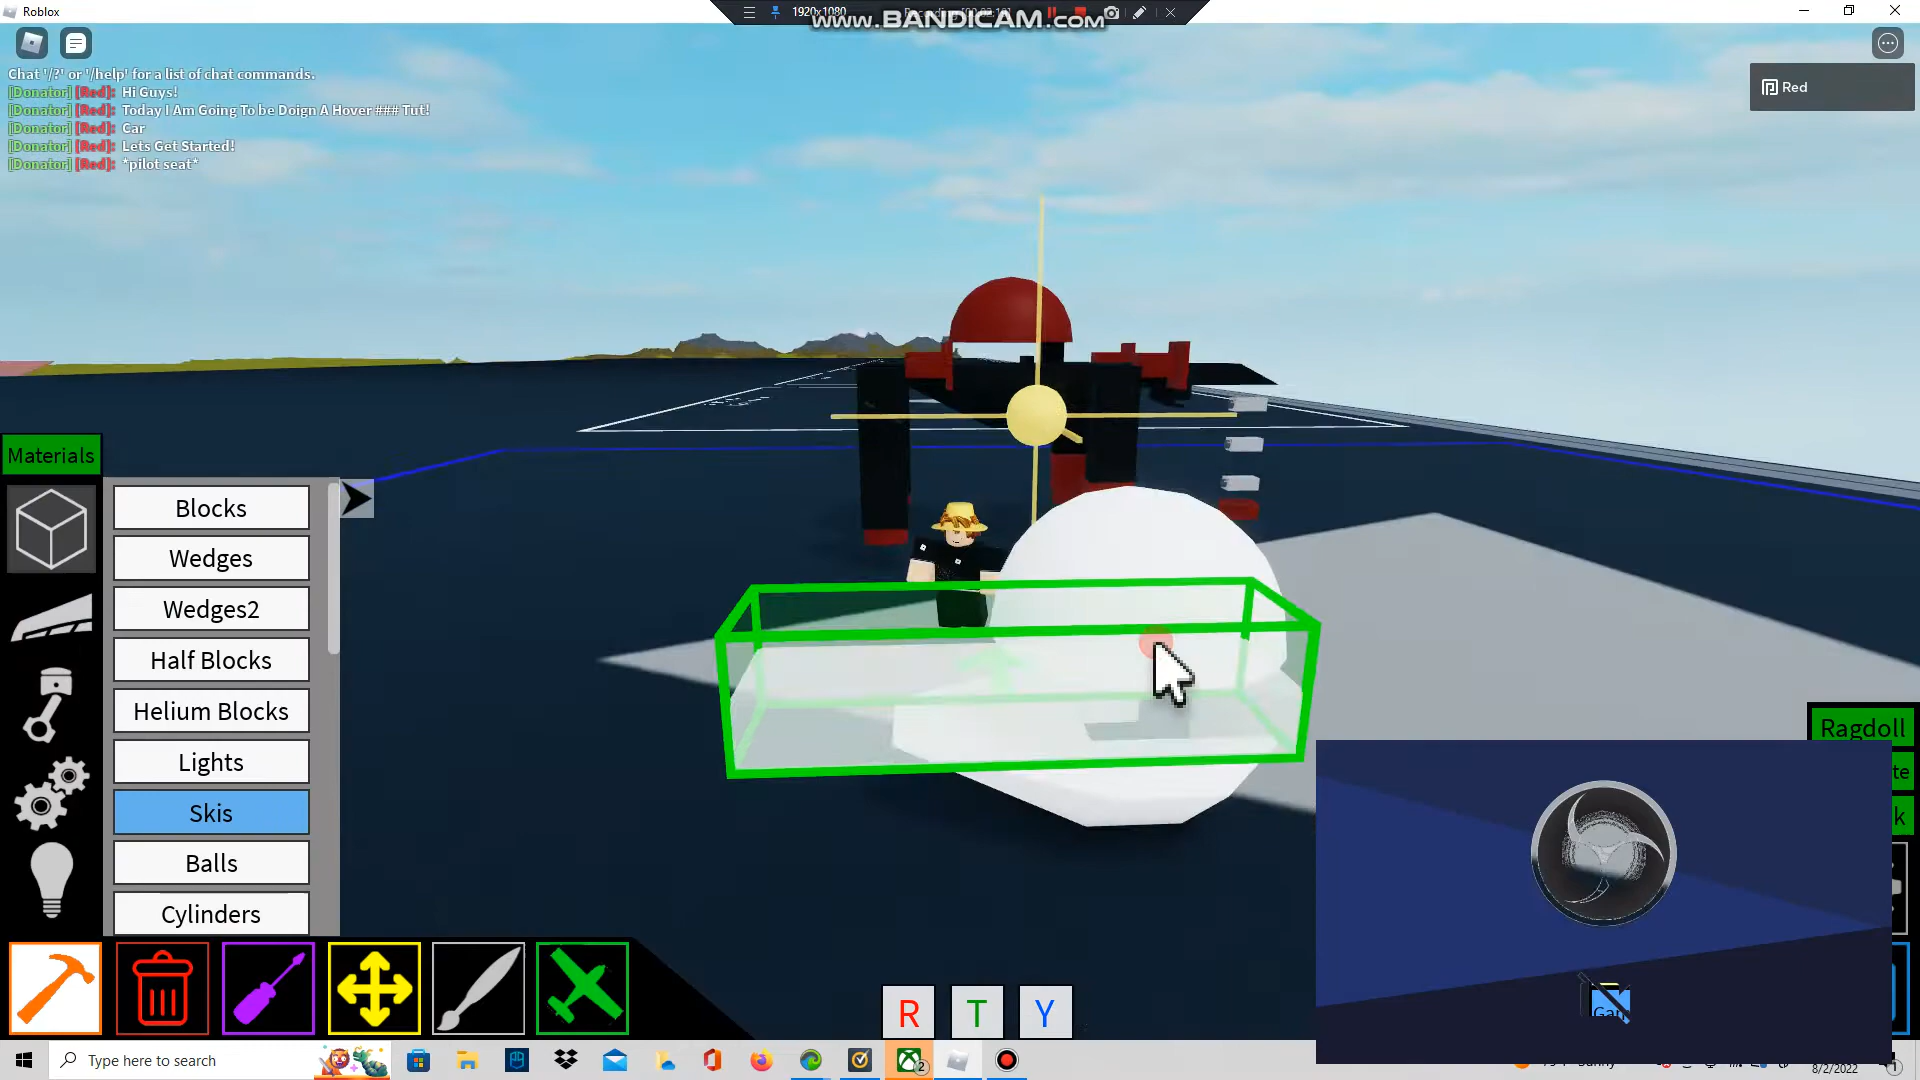 Roblox
1920x1080
WWW.BANDICAM.COM
Chat '/?' or '/help' for a list of chat commands.
[Donator] [Red]: Hi Guys!
[Donator] [Red]: Today I Am Going To be Doign A Hover ### Tut!
[Donator] [Red]: Car
[Donator] [Red]: Lets Get Started!
[Donator] [Red]: *pilot seat*
Red
Materials
Blocks
Wedges
Wedges2
Half Blocks
Helium Blocks
Lights
Skis
Balls
Cylinders
Ragdoll
te
k
R T Y
Type here to search
2
8/2/2022
1